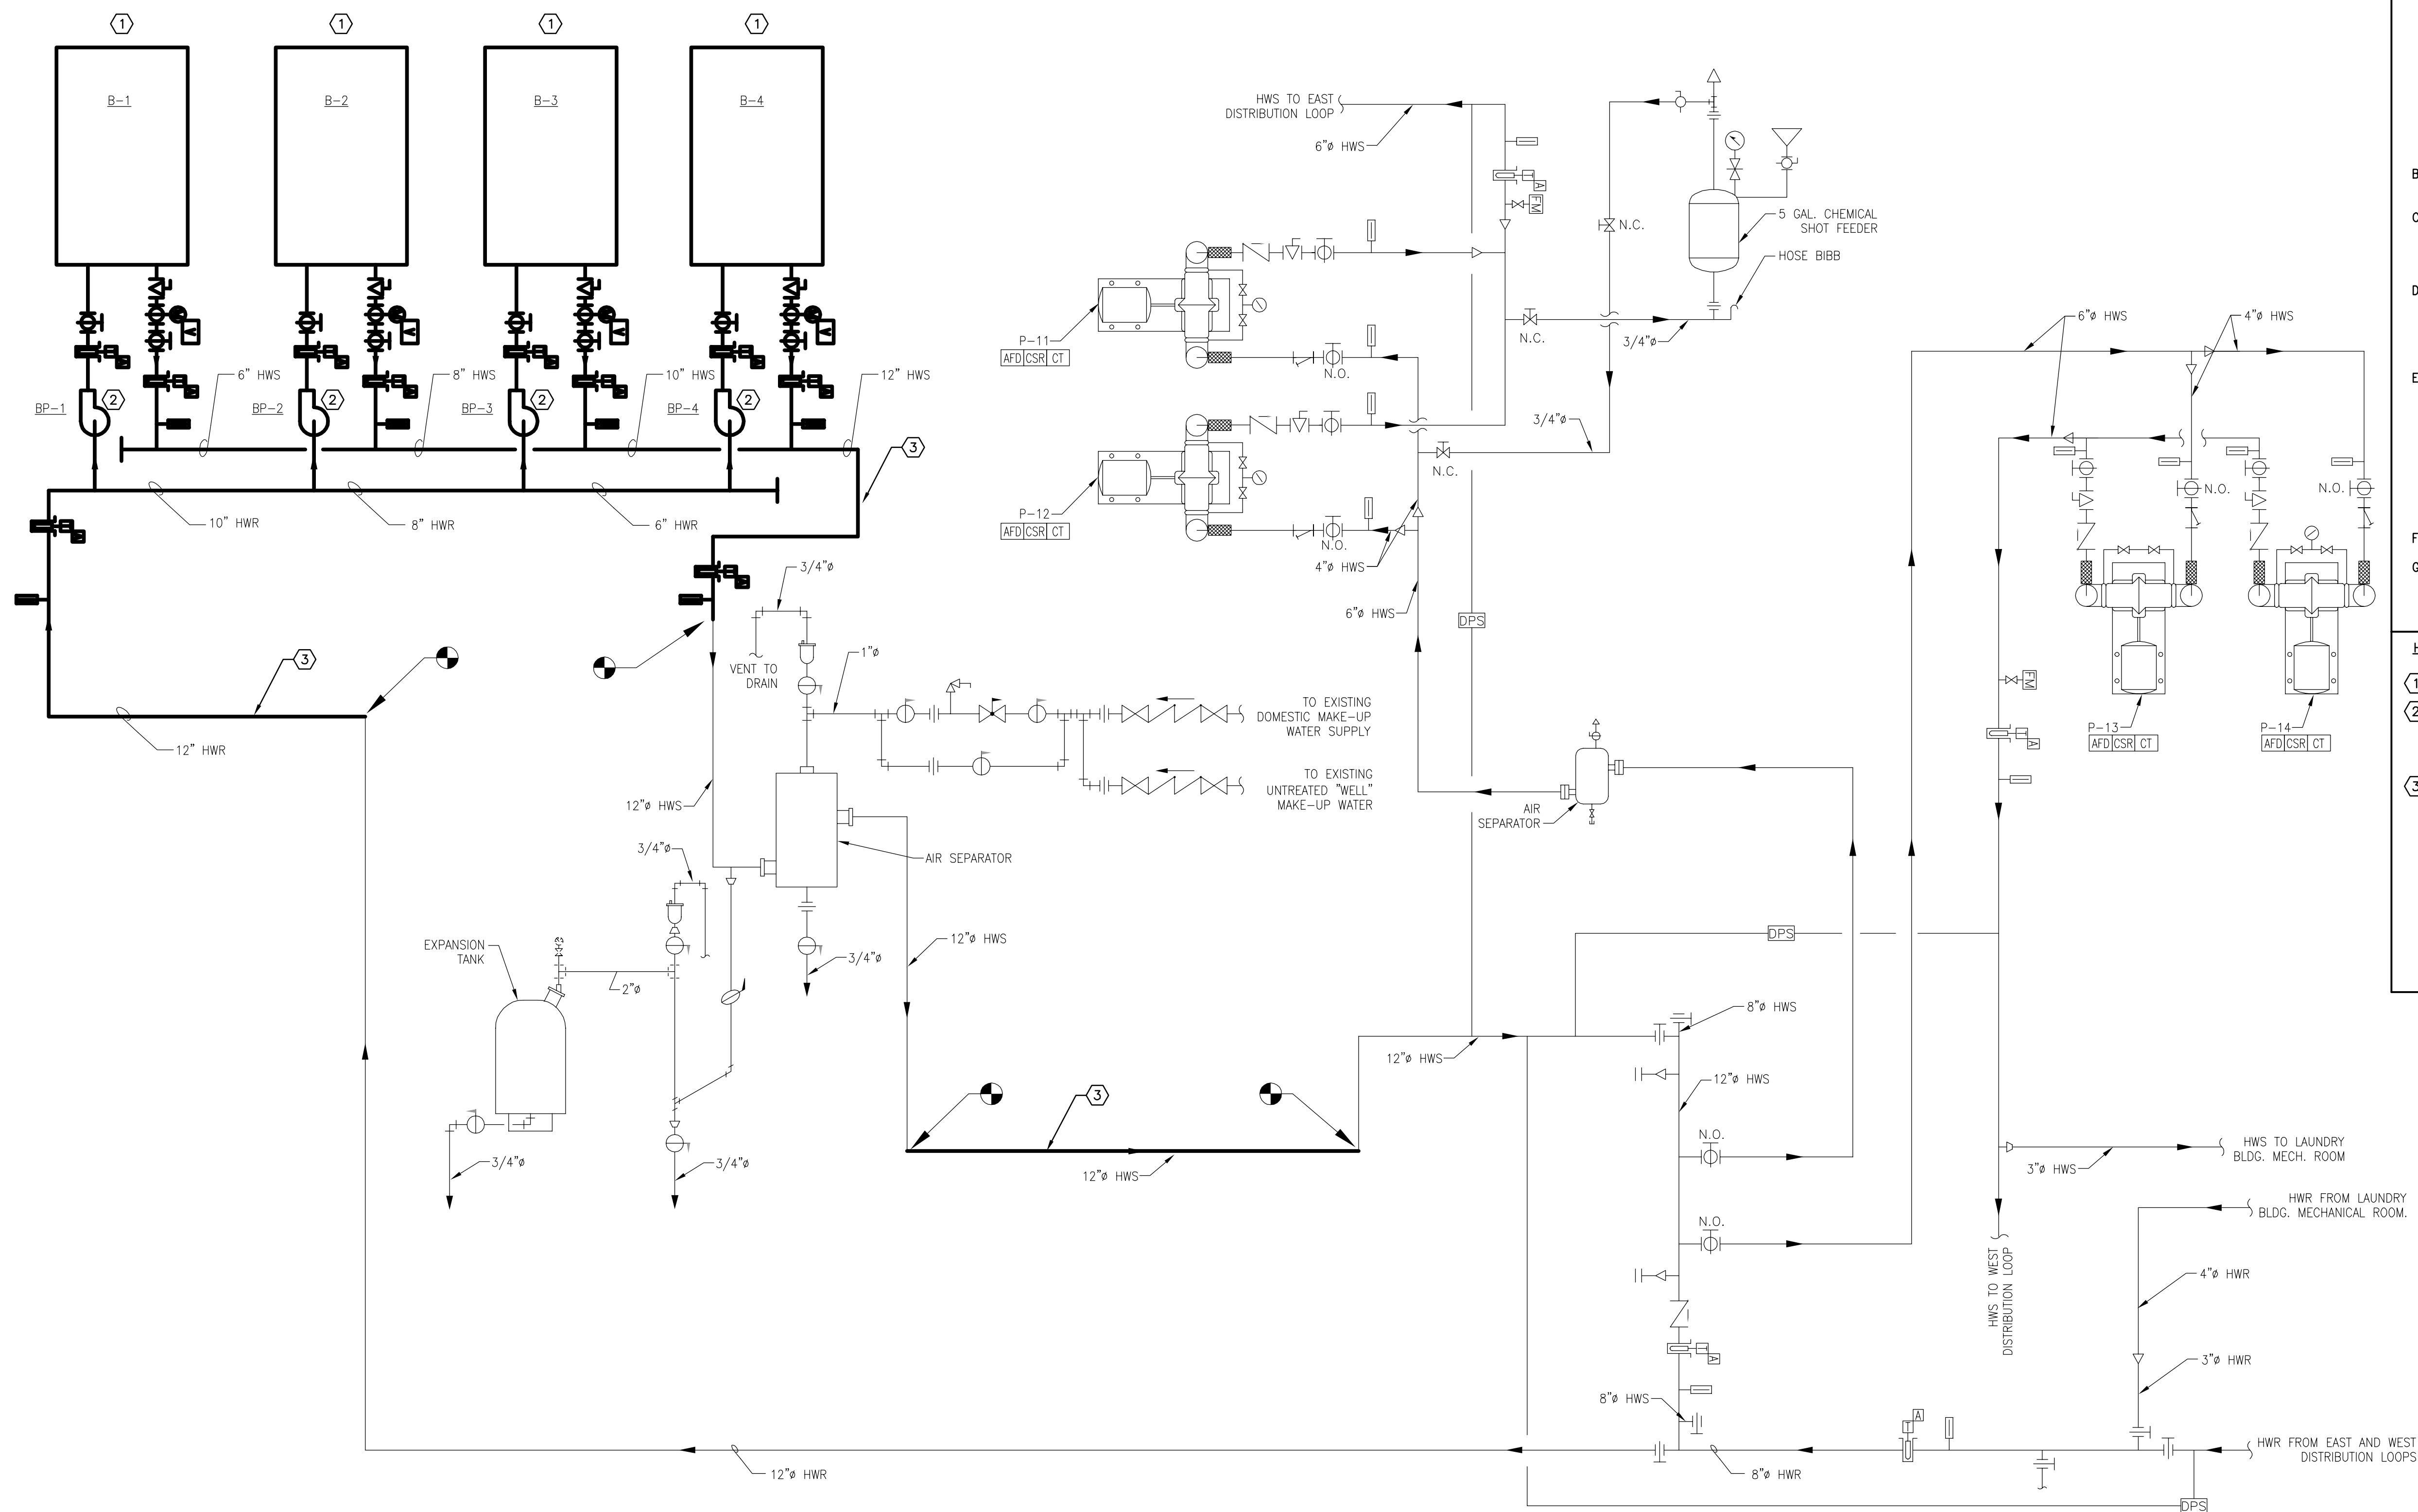 1
1
1
1
B-1
B-2
B-3
B-4
BP-1
2
BP-2
2
BP-3
2
BP-4
2
6" HWS
8" HWS
10" HWS
12" HWS
3
10" HWR
8" HWR
6" HWR
3
12" HWR
3/4"ø
VENT TO
DRAIN
1"ø
TO EXISTING
DOMESTIC MAKE-UP
WATER SUPPLY
TO EXISTING
UNTREATED "WELL"
MAKE-UP WATER
12"ø HWS
3/4"ø
AIR SEPARATOR
EXPANSION
TANK
2"ø
3/4"ø
12"ø HWS
3/4"ø
3/4"ø
3
12"ø HWS
12"ø HWR
HWS TO EAST
DISTRIBUTION LOOP
6"ø HWS
A
FM
N.C.
5 GAL. CHEMICAL
SHOT FEEDER
HOSE BIBB
P-11
AFD CSR CT
N.O.
N.C.
3/4"ø
3/4"ø
N.C.
P-12
AFD CSR CT
N.O.
4"ø HWS
6"ø HWS
DPS
AIR
SEPARATOR
6"ø HWS
4"ø HWS
N.O.
N.O.
FM
A
P-13
AFD CSR CT
P-14
AFD CSR CT
DPS
8"ø HWS
12"ø HWS
12"ø HWS
N.O.
N.O.
A
8"ø HWS
HWS TO LAUNDRY
BLDG. MECH. ROOM
3"ø HWS
HWR FROM LAUNDRY
BLDG. MECHANICAL ROOM.
HWS TO WEST
DISTRIBUTION LOOP
4"ø HWR
3"ø HWR
A
8"ø HWR
HWR FROM EAST AND WEST
DISTRIBUTION LOOPS
DPS
B
C
D
E
F
G
H
1
2
3